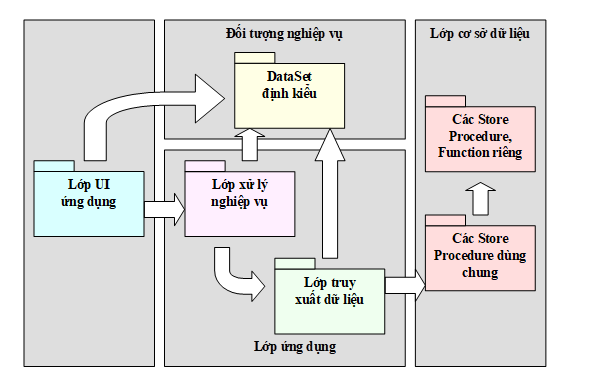 Đối tượng nghiệp vụ
Lớp cơ sở dữ liệu
DataSet
định kiểu
Các Store
Procedure,
Function riêng
Lớp UI
ứng dụng
Lớp xử lý
nghiệp vụ
Các Store
Procedure dùng
chung
Lớp truy
xuất dữ liệu
Lớp ứng dụng